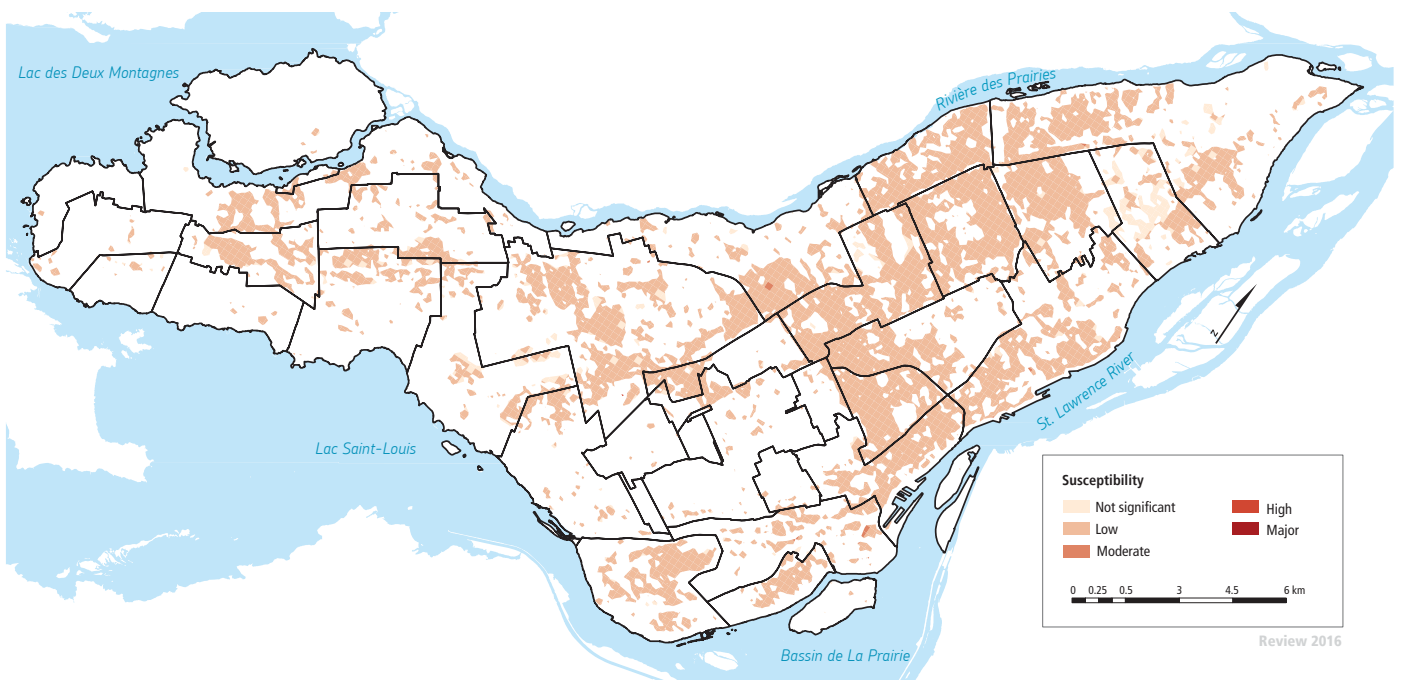 Lac des Deux Montagnes
Rivière des Prairies
N
St. Lawrence River
Lac Saint-Louis
Susceptibility
Not significant
Low
Moderate
High
Major
0 0.25 0.5 3 4.5 6 km
Review 2016
Bassin de La Prairie